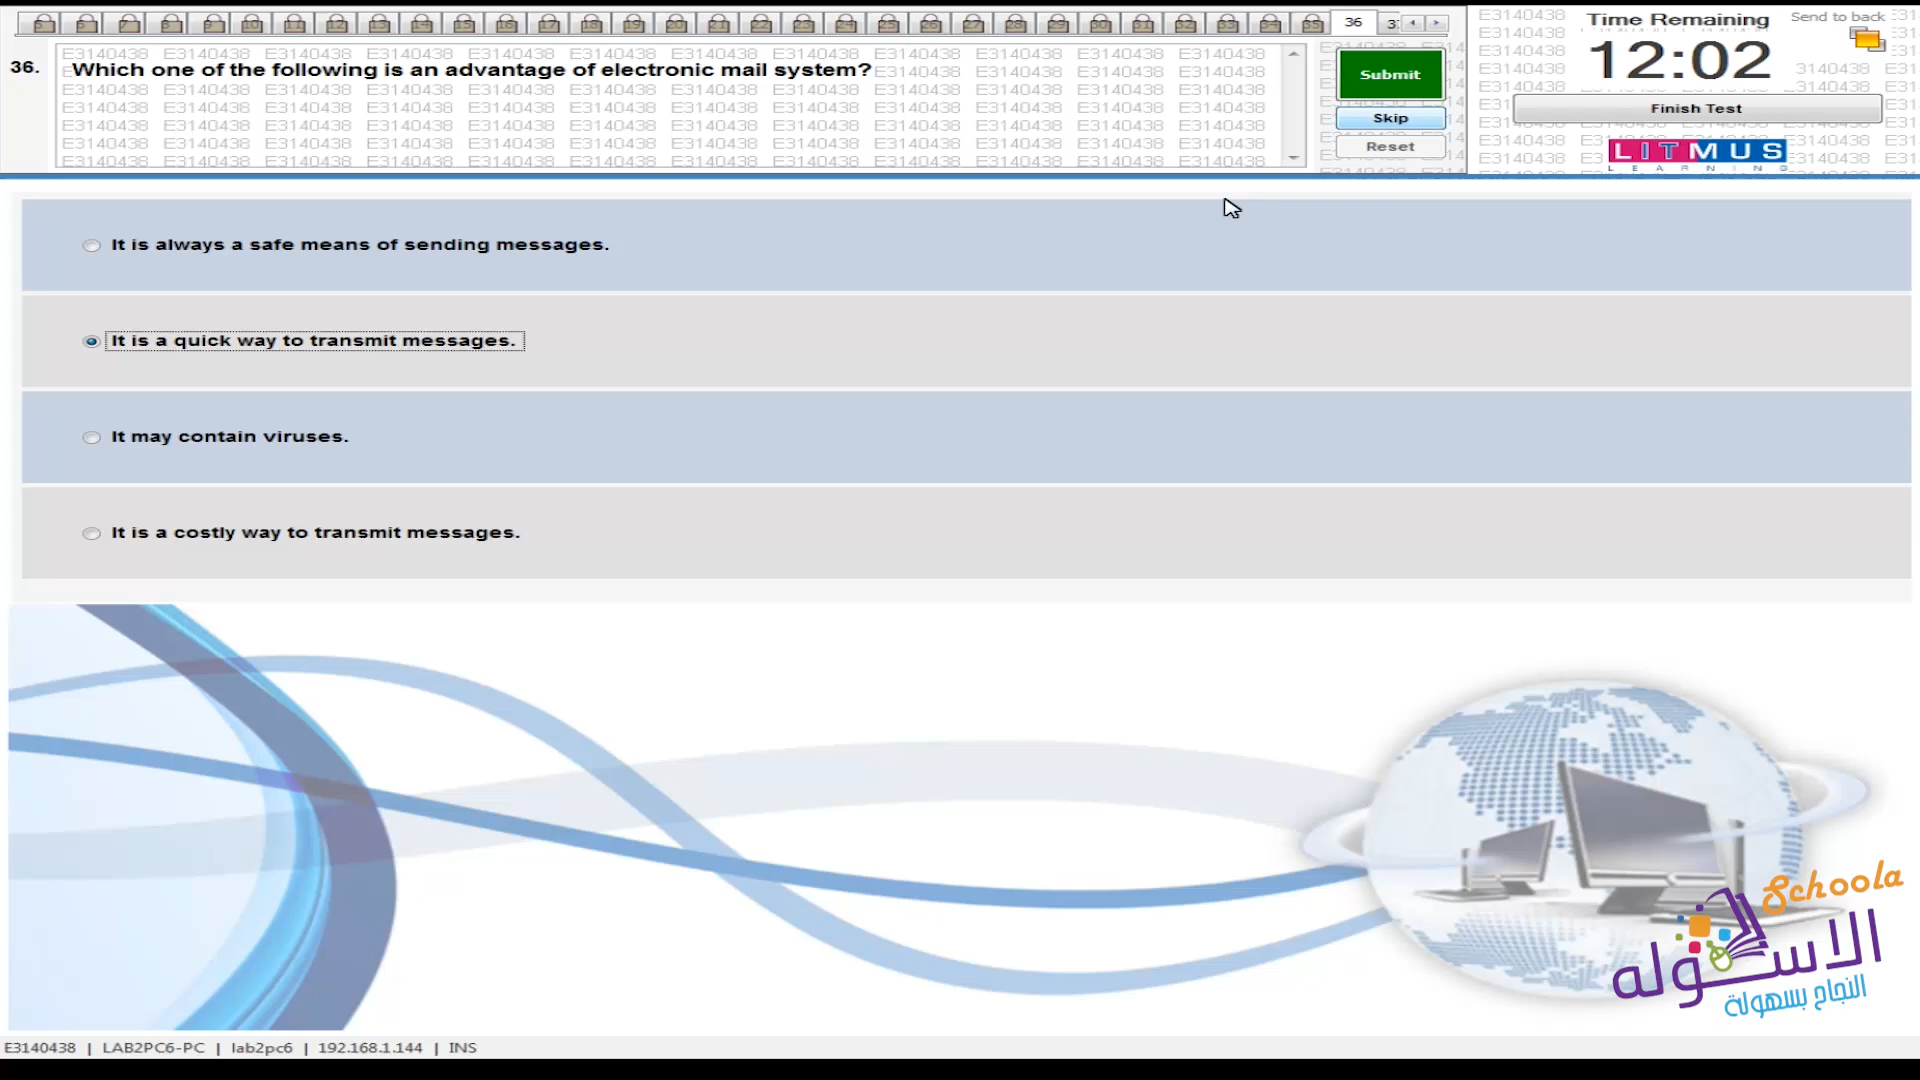 36
Time Remaining
Send to back
12:02
36.
Which one of the following is an advantage of electronic mail system?
Submit
Skip
Reset
Finish Test
LITMUS
LEARNING
It is always a safe means of sending messages.
It is a quick way to transmit messages.
It may contain viruses.
It is a costly way to transmit messages.
Schoola
الاسكوله
النجاح بسهولة
E3140438 | LAB2PC6-PC | lab2pc6 | 192.168.1.144 | INS